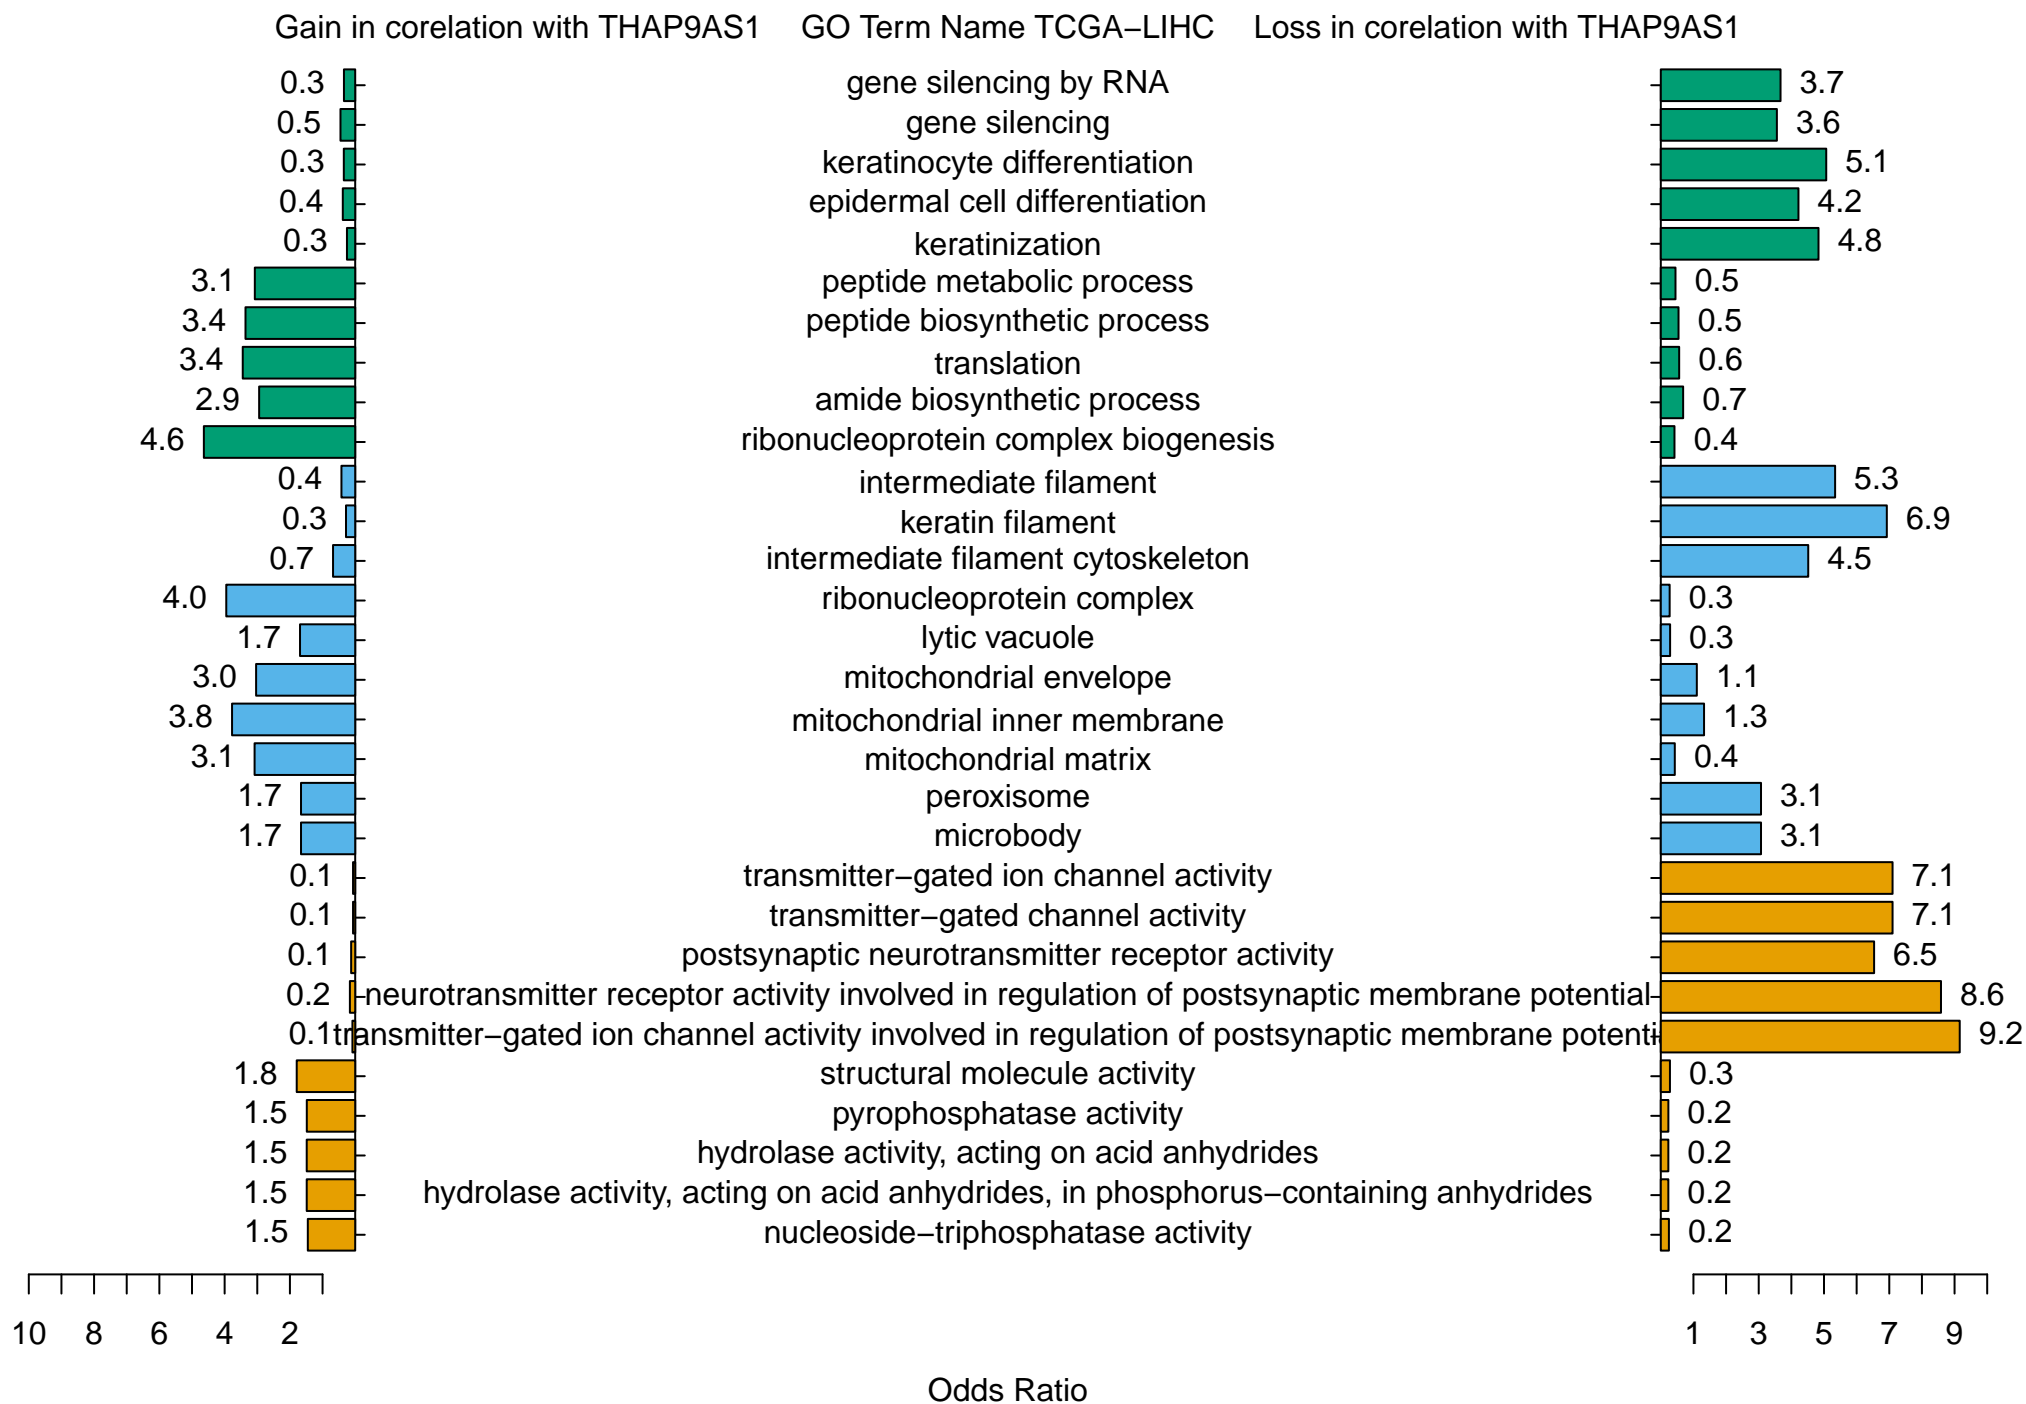 Gain in corelation with THAP9AS1 GO Term Name TCGA−LIHC Loss in corelation with THAP9AS1
0.3 gene silencing by RNA 3.7
0.5 gene silencing 3.6
0.3 keratinocyte differentiation 5.1
0.4 epidermal cell differentiation 4.2
0.3 keratinization 4.8
3.1 peptide metabolic process 0.5
3.4 peptide biosynthetic process 0.5
3.4 translation 0.6
2.9 amide biosynthetic process 0.7
4.6 ribonucleoprotein complex biogenesis 0.4
0.4 intermediate filament 5.3
0.3 keratin filament 6.9
0.7 intermediate filament cytoskeleton 4.5
4.0 ribonucleoprotein complex 0.3
1.7 lytic vacuole 0.3
3.0 mitochondrial envelope 1.1
3.8 mitochondrial inner membrane 1.3
3.1 mitochondrial matrix 0.4
1.7 peroxisome 3.1
1.7 microbody 3.1
0.1 transmitter−gated ion channel activity 7.1
0.1 transmitter−gated channel activity 7.1
0.1 postsynaptic neurotransmitter receptor activity 6.5
0.2 neurotransmitter receptor activity involved in regulation of postsynaptic membrane potential 8.6
0.1 transmitter−gated ion channel activity involved in regulation of postsynaptic membrane potenti 9.2
1.8 structural molecule activity 0.3
1.5 pyrophosphatase activity 0.2
1.5 hydrolase activity, acting on acid anhydrides 0.2
1.5 hydrolase activity, acting on acid anhydrides, in phosphorus−containing anhydrides 0.2
1.5 nucleoside−triphosphatase activity 0.2
10 8 6 4 2 1 3 5 7 9
Odds Ratio